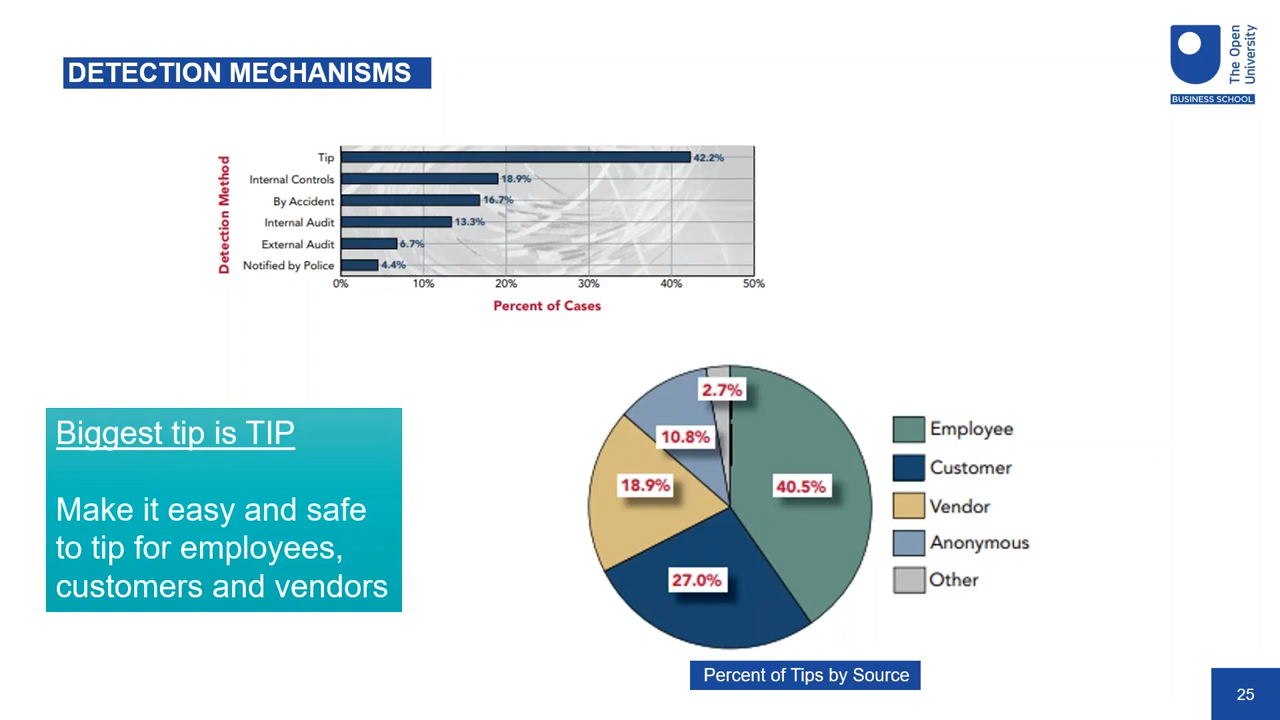 DETECTION MECHANISMS
The Open
University
BUSINESS SCHOOL
Detection Method
Tip
42.2%
Internal Controls
18.9%
By Accident
16.7%
Internal Audit
13.3%
External Audit
6.7%
Notified by Police
4.4%
0% 10% 20% 30% 40% 50%
Percent of Cases
Biggest tip is TIP
Make it easy and safe
to tip for employees,
customers and vendors
2.7%
10.8%
18.9%
40.5%
27.0%
Employee
Customer
Vendor
Anonymous
Other
Percent of Tips by Source
25